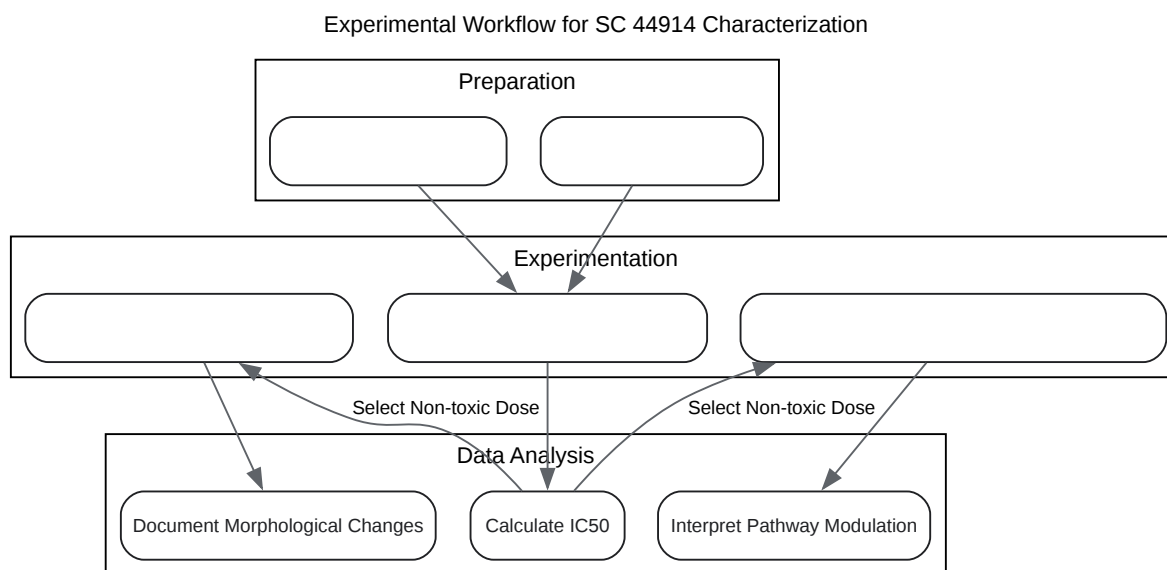 Experimental Workflow for SC 44914 Characterization
Preparation
Experimentation
Select Non-toxic Dose
Select Non-toxic Dose
Data Analysis
Document Morphological Changes
Calculate IC50
Interpret Pathway Modulation